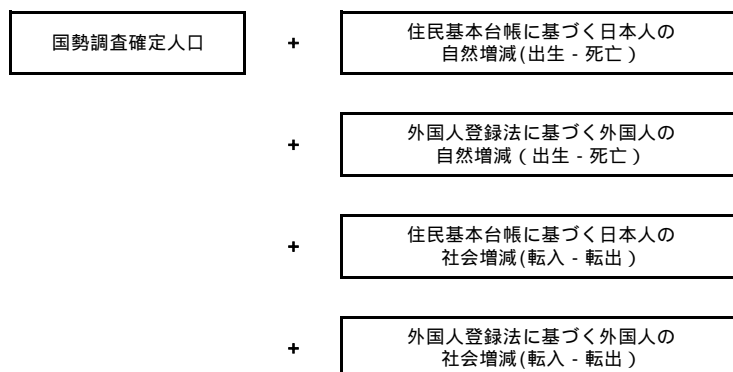 国勢調査確定人口
+
住民基本台帳に基づく日本人の
自然増減(出生 - 死亡 )
+
外国人登録法に基づく外国人の
自然増減 ( 出生 - 死亡 )
+
住民基本台帳に基づく日本人の
社会増減(転入 - 転出 )
+
外国人登録法に基づく外国人の
社会増減(転入 - 転出 )